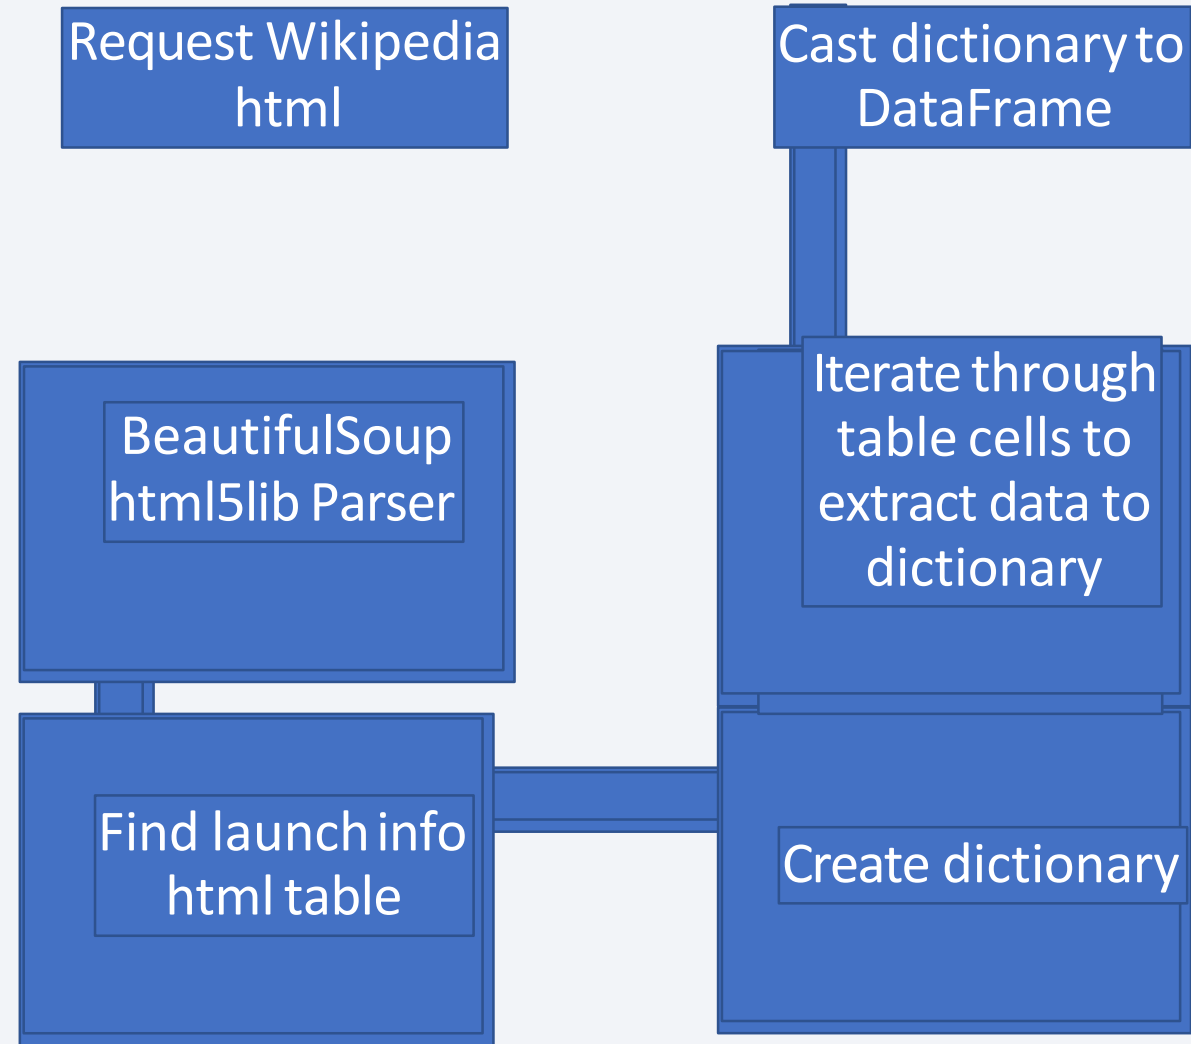 Request Wikipedia
html
BeautifulSoup
html5lib Parser
Find launch info
html table
Create dictionary
Iterate through
table cells to
extract data to
dictionary
Cast dictionary to
DataFrame